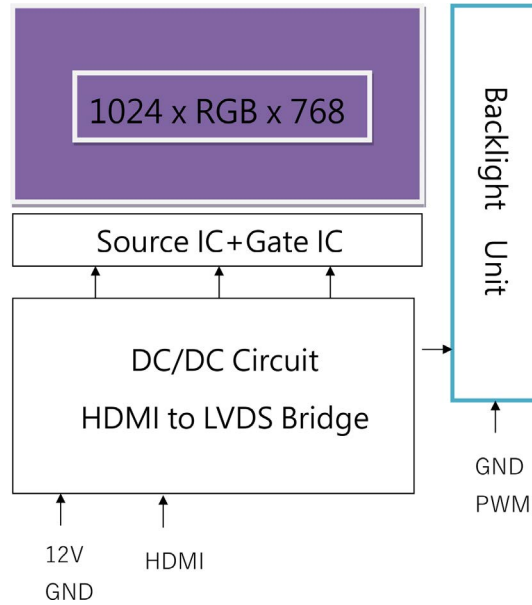 1024 x RGB x 768
Backlight Unit
Source IC+Gate IC
DC/DC Circuit
HDMI to LVDS Bridge
GND
PWM
12V
GND
HDMI